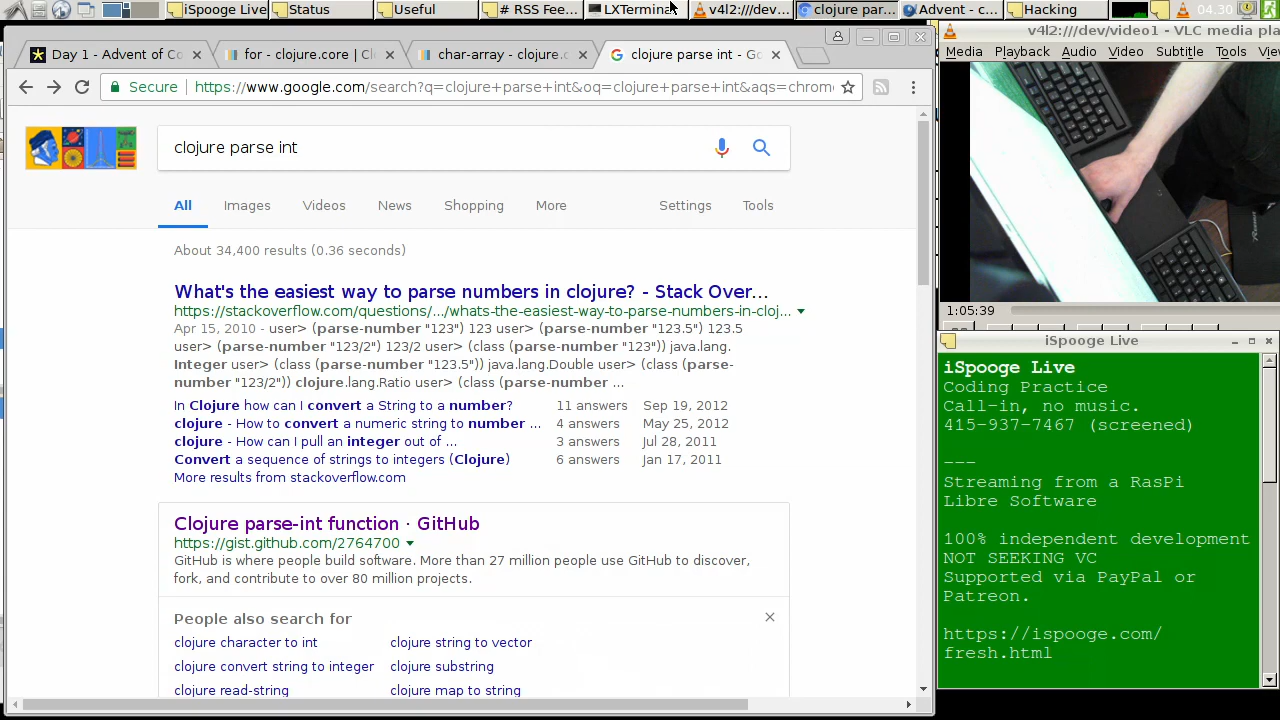 iSpooge Live
Status
Useful
# RSS Fee...
LXTermin
v4l2:///dev...
clojure par...
Advent - c...
Hacking
04.30
Day 1 - Advent of Co
for - clojure.core | Cl
char-array - clojure.c
clojure parse int - Go
Secure
https://www.google.com/search?q=clojure+parse+int&oq=clojure+parse+int&aqs=chrome
clojure parse int
All Images Videos News Shopping More Settings Tools
About 34,400 results (0.36 seconds)
What's the easiest way to parse numbers in clojure? - Stack Over...
https://stackoverflow.com/questions/.../whats-the-easiest-way-to-parse-numbers-in-cloj...
Apr 15, 2010 - user> (parse-number "123") 123 user> (parse-number "123.5") 123.5
user> (parse-number "123/2") 123/2 user> (class (parse-number "123")) java.lang.
Integer user> (class (parse-number "123.5")) java.lang.Double user> (class (parse-
number "123/2")) clojure.lang.Ratio user> (class (parse-number ...
In Clojure how can I convert a String to a number? 11 answers Sep 19, 2012
clojure - How to convert a numeric string to number ... 4 answers May 25, 2012
clojure - How can I pull an integer out of ... 3 answers Jul 28, 2011
Convert a sequence of strings to integers (Clojure) 6 answers Jan 17, 2011
More results from stackoverflow.com
Clojure parse-int function · GitHub
https://gist.github.com/2764700
GitHub is where people build software. More than 27 million people use GitHub to discover,
fork, and contribute to over 80 million projects.
People also search for
clojure character to int clojure string to vector
clojure convert string to integer clojure substring
clojure read-string clojure map to string
v4l2:///dev/video1 - VLC media pla
Media Playback Audio Video Subtitle Tools Vie
1:05:39
iSpooge Live
iSpooge Live
Coding Practice
Call-in, no music.
415-937-7467 (screened)
---
Streaming from a RasPi
Libre Software
100% independent development
NOT SEEKING VC
Supported via PayPal or
Patreon.
https://ispooge.com/
fresh.html